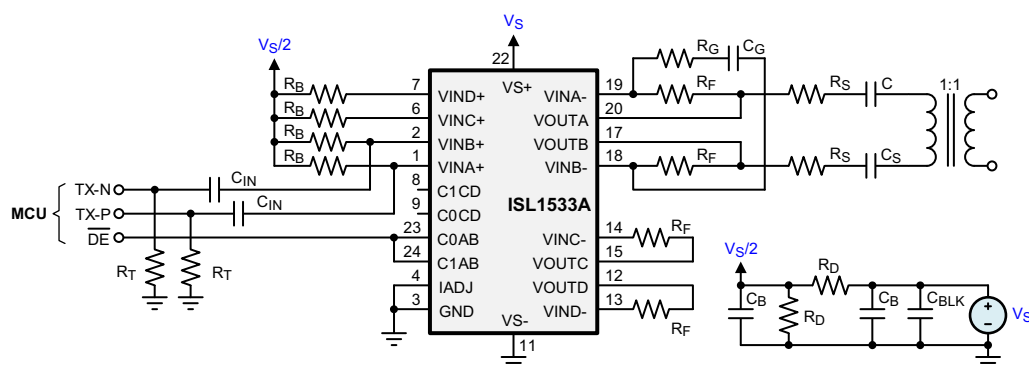 VS
VS/2
22
VS+
RB
RB
RB
RB
7 VIND+
6 VINC+
2 VINB+
1 VINA+
8 C1CD
9 C0CD
23 C0AB
24 C1AB
4 IADJ
3 GND
VS-
11
ISL1533A
VINA- 19
VOUTA 20
VOUTB 17
VINB- 18
VINC- 14
VOUTC 15
VOUTD 12
VIND- 13
MCU
TX-N
TX-P
DE
CIN
CIN
RT
RT
RG
CG
RF
RF
RS
C
RS
CS
1:1
RF
RF
VS/2
RD
CB
RD
CB
CBLK
VS